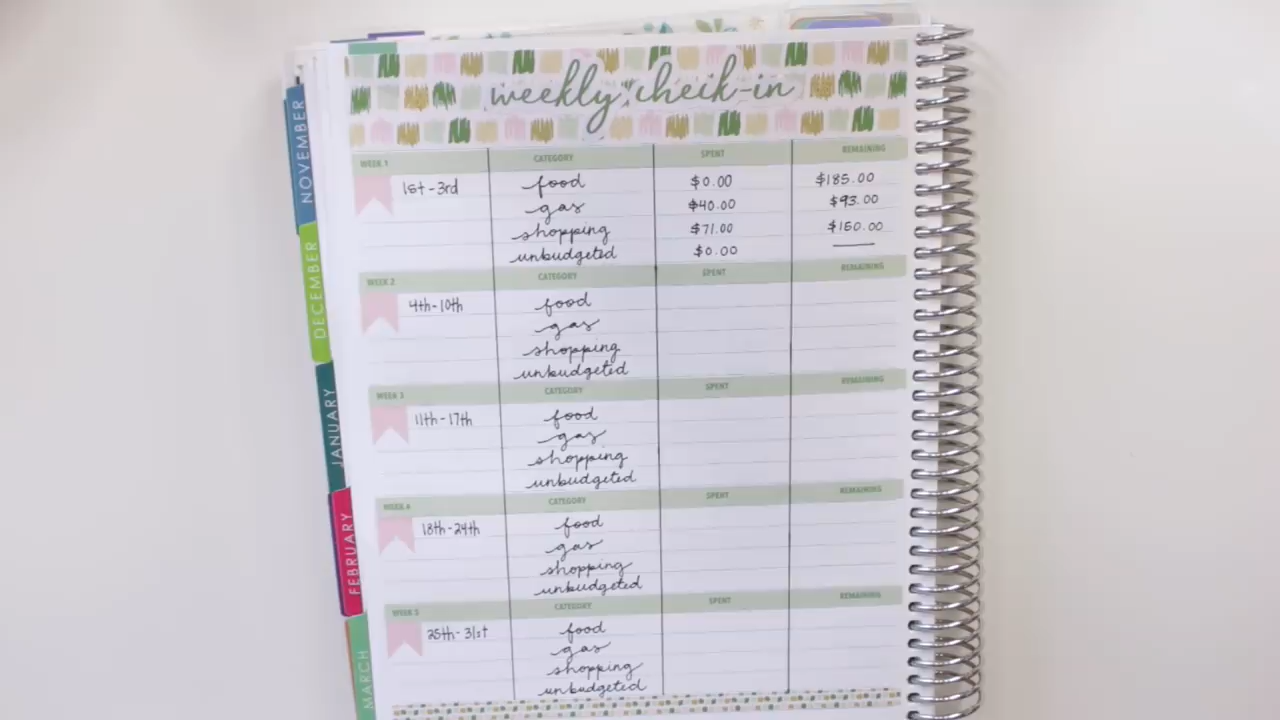 weekly check-in
WEEK 1 CATEGORY SPENT REMAINING
1st-3rd food $0.00 $185.00
gas $40.00 $93.00
shopping $71.00 $150.00
unbudgeted $0.00
WEEK 2 CATEGORY SPENT REMAINING
4th-10th food
gas
shopping
unbudgeted
WEEK 3 CATEGORY SPENT REMAINING
11th-17th food
gas
shopping
unbudgeted
WEEK 4 CATEGORY SPENT REMAINING
18th-24th food
gas
shopping
unbudgeted
WEEK 5 CATEGORY SPENT REMAINING
25th-31st food
gas
shopping
unbudgeted
NOVEMBER
DECEMBER
JANUARY
FEBRUARY
MARCH